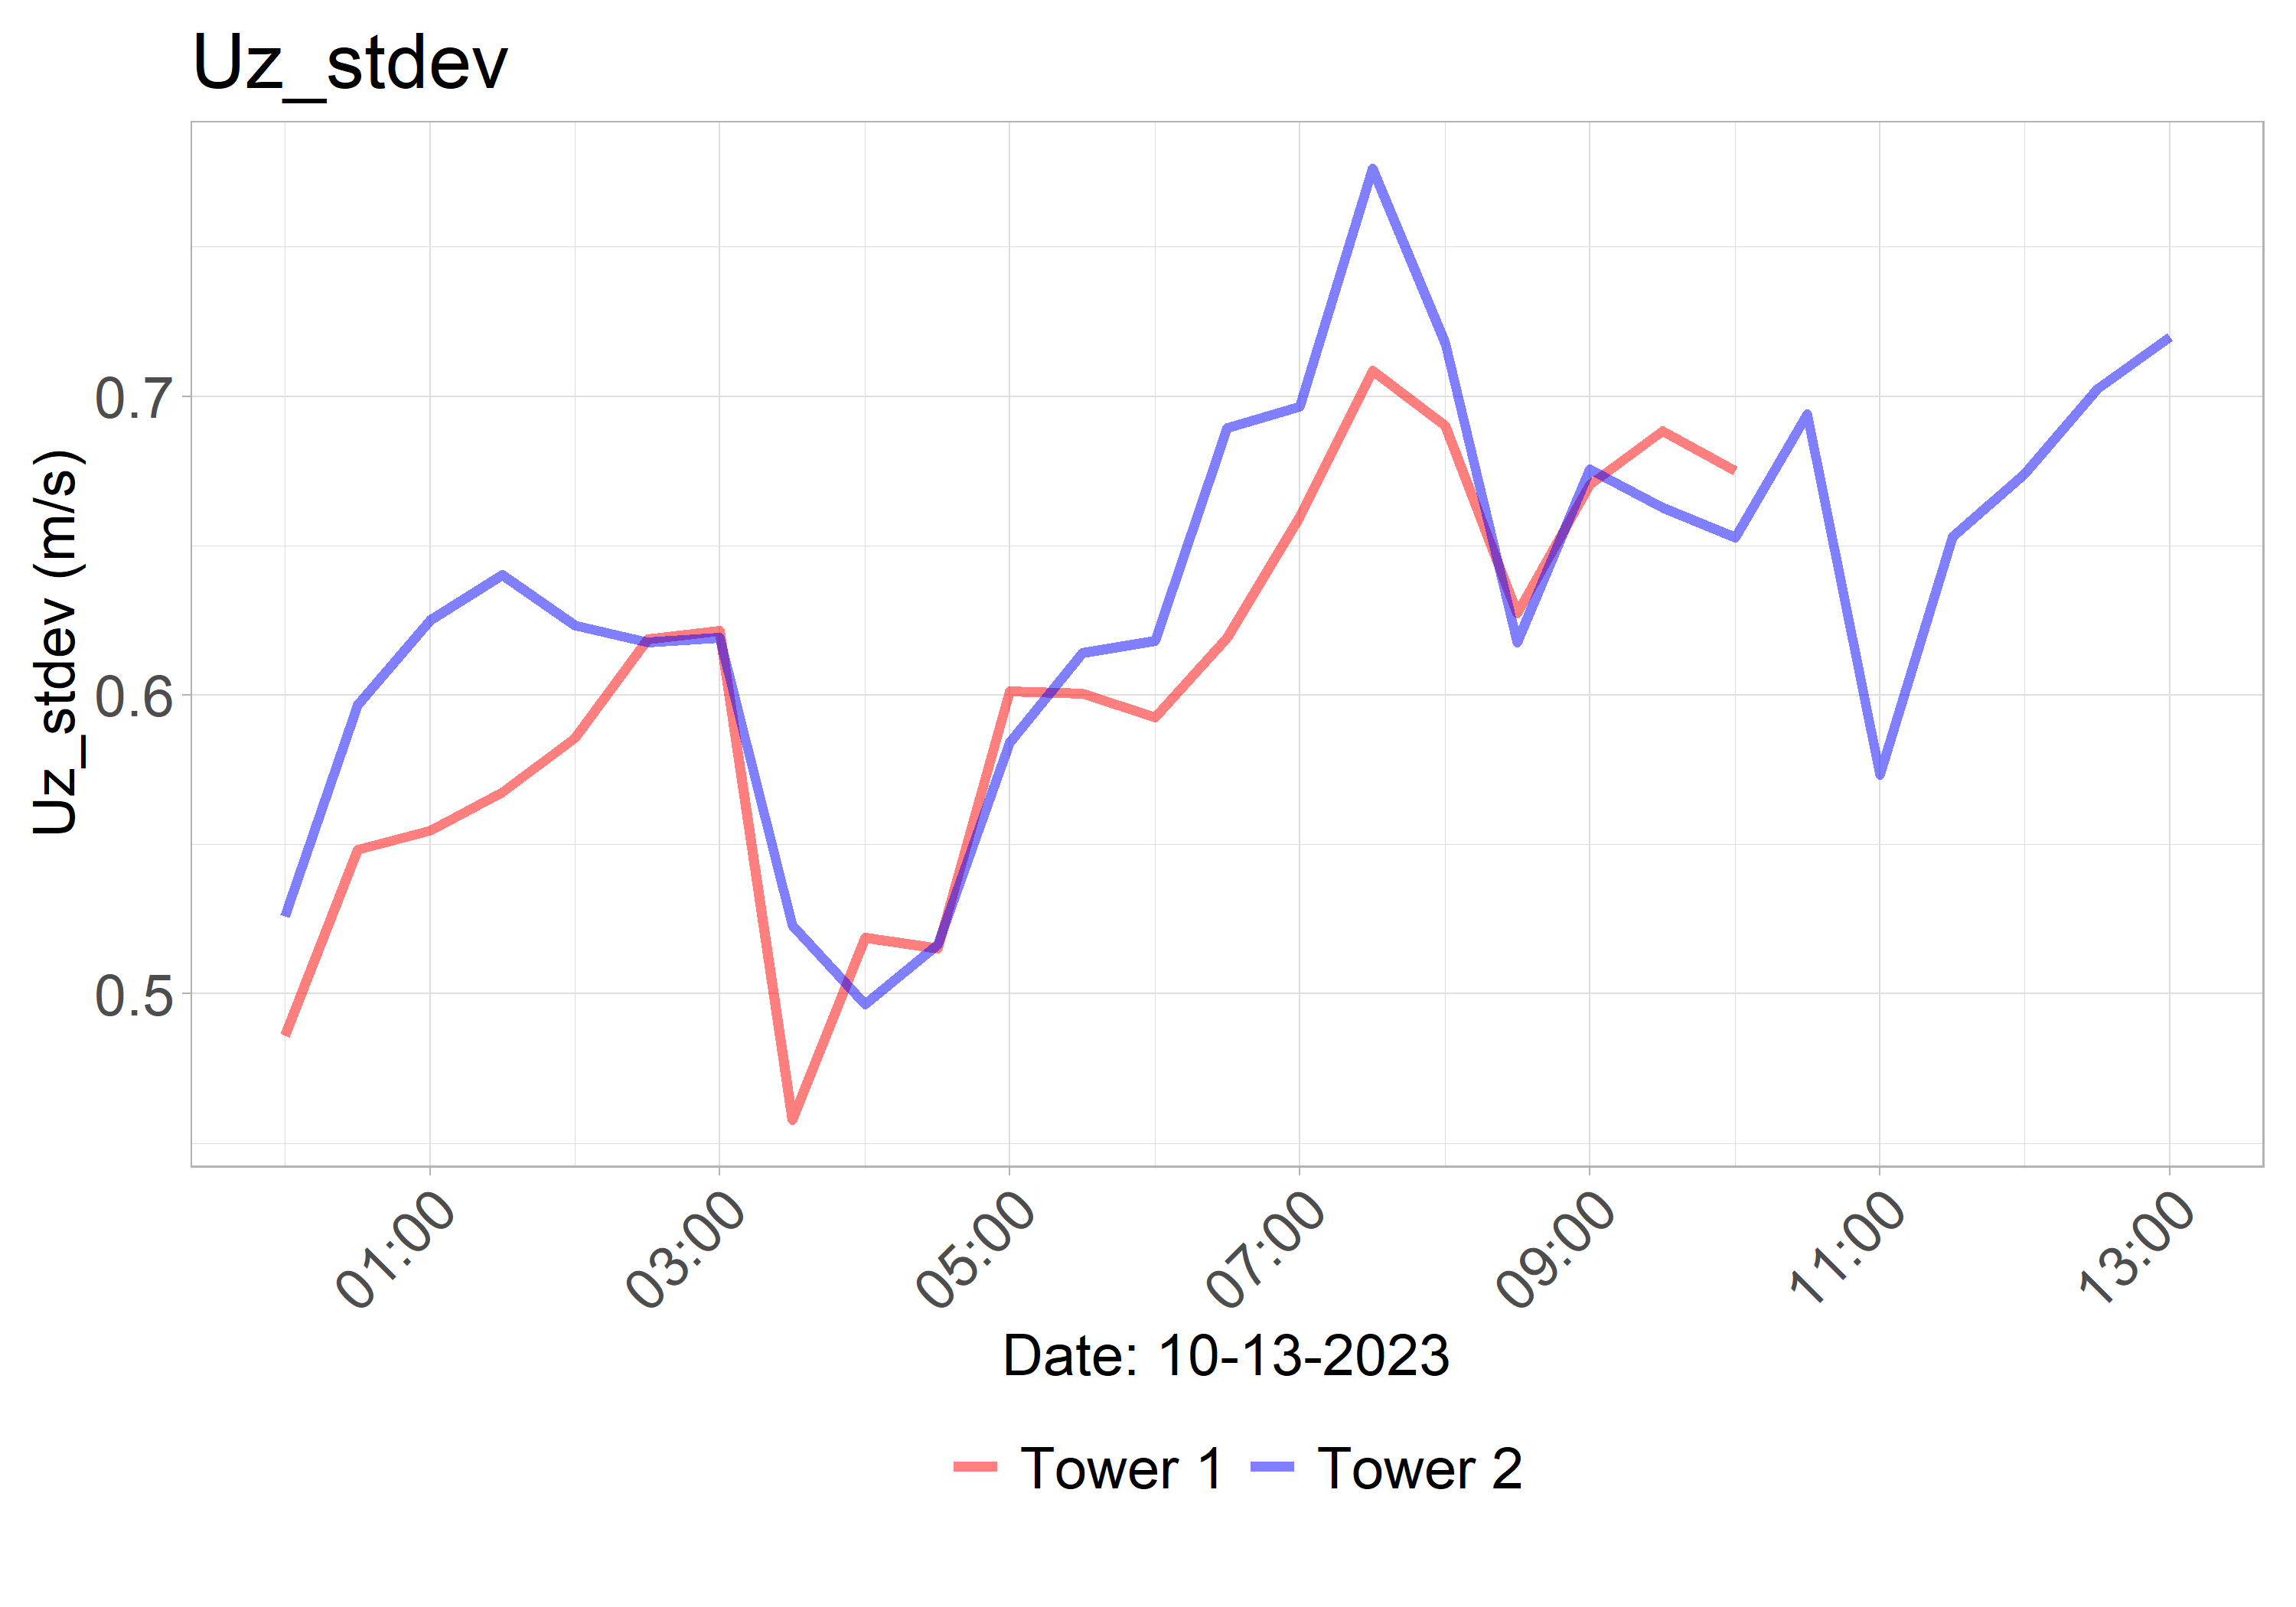 Uz_stdev
Uz_stdev (m/s)
0.7
0.6
0.5
01:00 03:00 05:00 07:00 09:00 11:00 13:00
Date: 10-13-2023
Tower 1 Tower 2